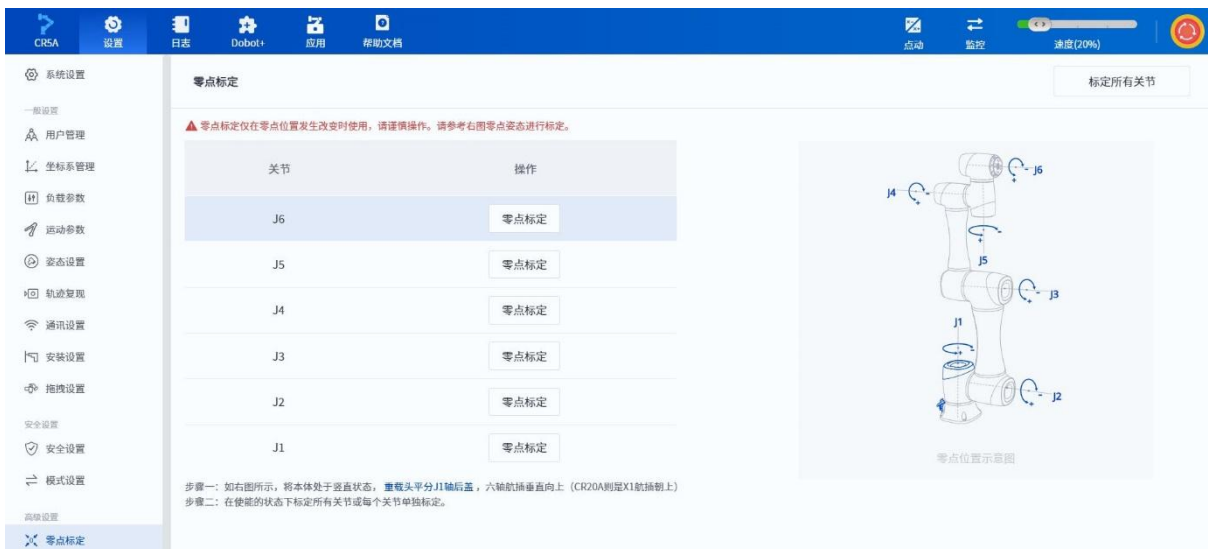 CR5A 设置 日志 Dobot+ 应用 帮助文档 点动 监控 速度(20%)
系统设置
一般设置
用户管理
坐标系管理
负载参数
运动参数
姿态设置
轨迹复现
通讯设置
安装设置
拖拽设置
安全设置
安全设置
模式设置
高级设置
零点标定
零点标定 标定所有关节
零点标定仅在零点位置发生改变时使用，请谨慎操作。请参考右图零点姿态进行标定。
关节 操作
J6 零点标定
J5 零点标定
J4 零点标定
J3 零点标定
J2 零点标定
J1 零点标定
步骤一：如右图所示，将本体处于竖直状态，重载头平分J1轴后盖，六轴航插垂直向上（CR20A则是X1航插朝上）
步骤二：在使能的状态下标定所有关节或每个关节单独标定。
J6
J4
J5
J3
J1
J2
零点位置示意图